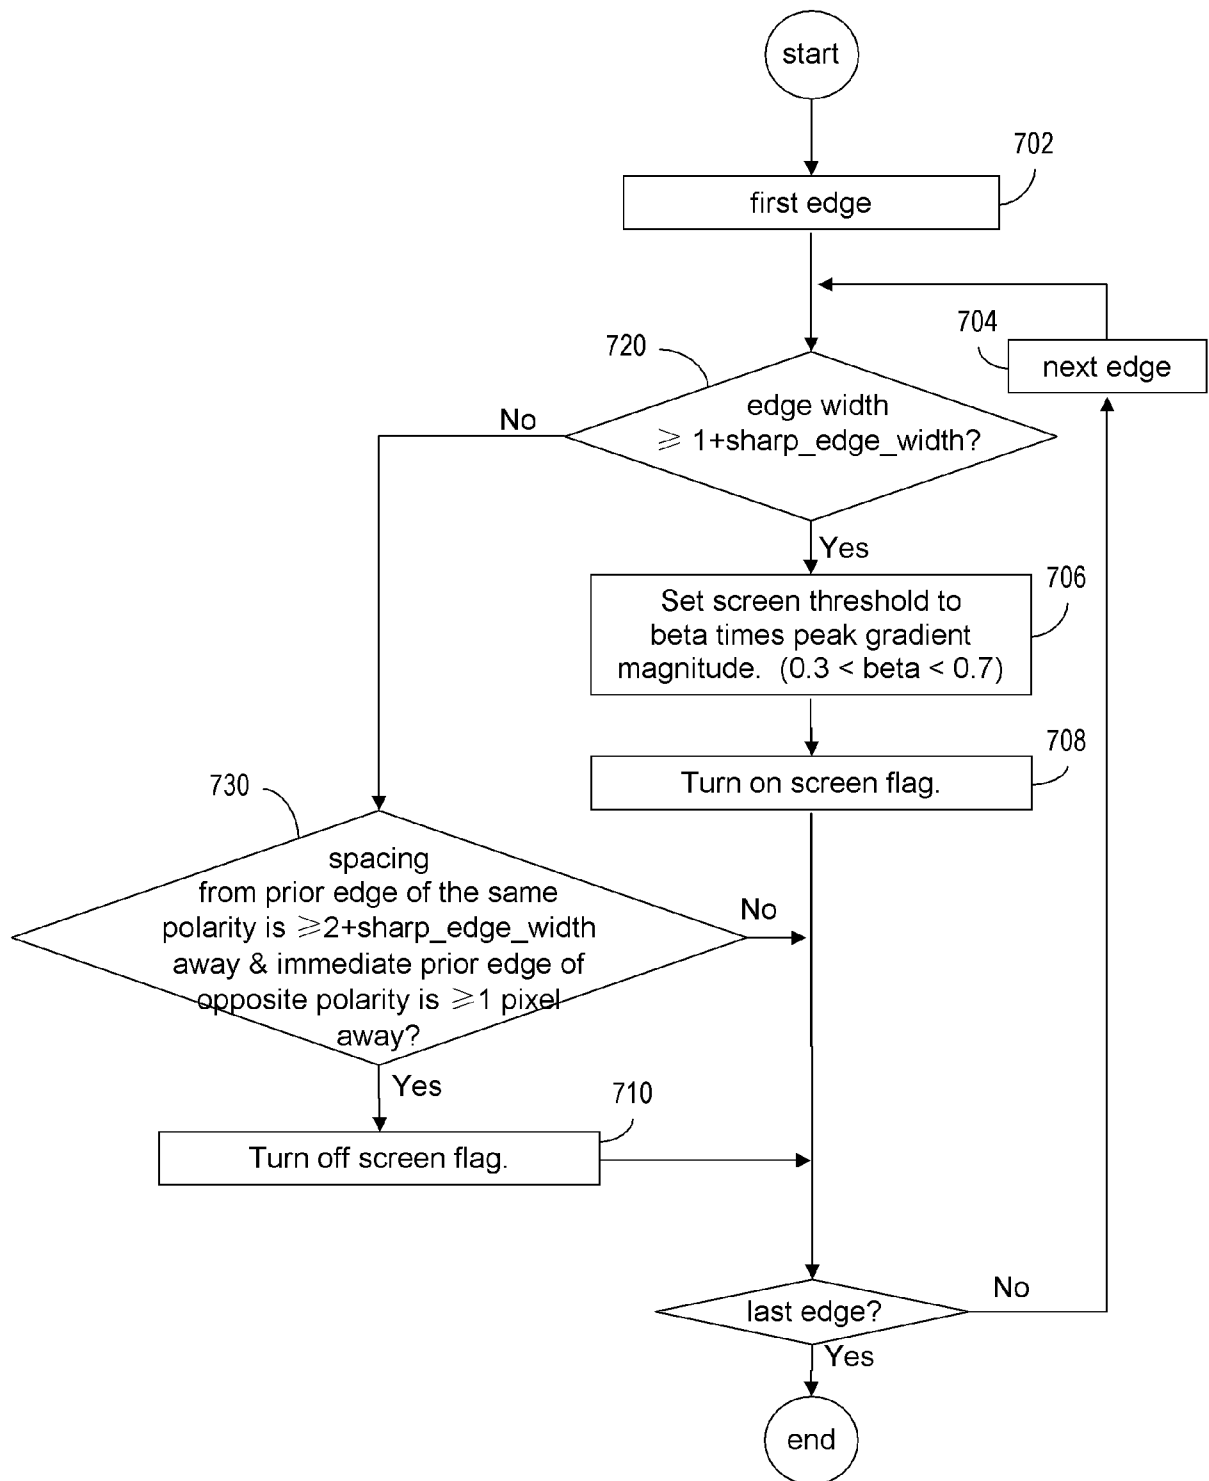 start
702
first edge
704
next edge
720
edge width
⩾ 1+sharp_edge_width?
No
Yes
706
Set screen threshold to
beta times peak gradient
magnitude. (0.3 < beta < 0.7)
708
Turn on screen flag.
730
spacing
from prior edge of the same
polarity is ⩾2+sharp_edge_width
away & immediate prior edge of
opposite polarity is ⩾1 pixel
away?
No
Yes
710
Turn off screen flag.
last edge?
No
Yes
end